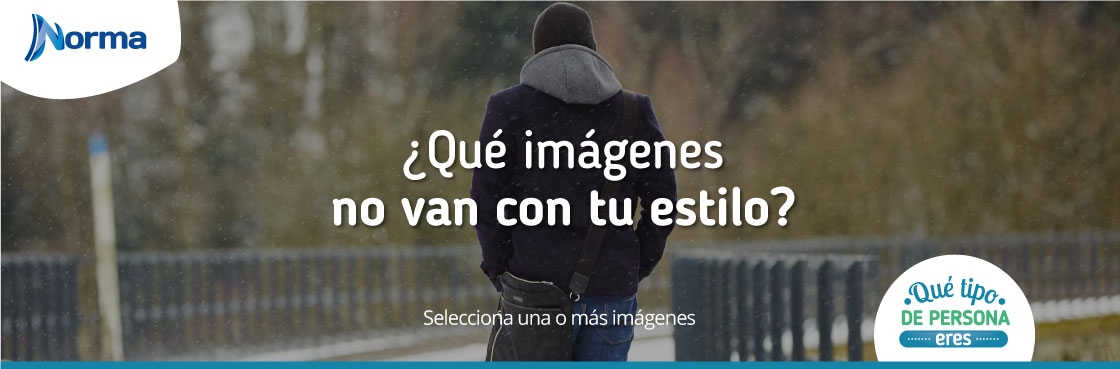 Norma
¿Qué imágenes
no van con tu estilo?
Selecciona una o más imágenes
Qué tipo
DE PERSONA
eres